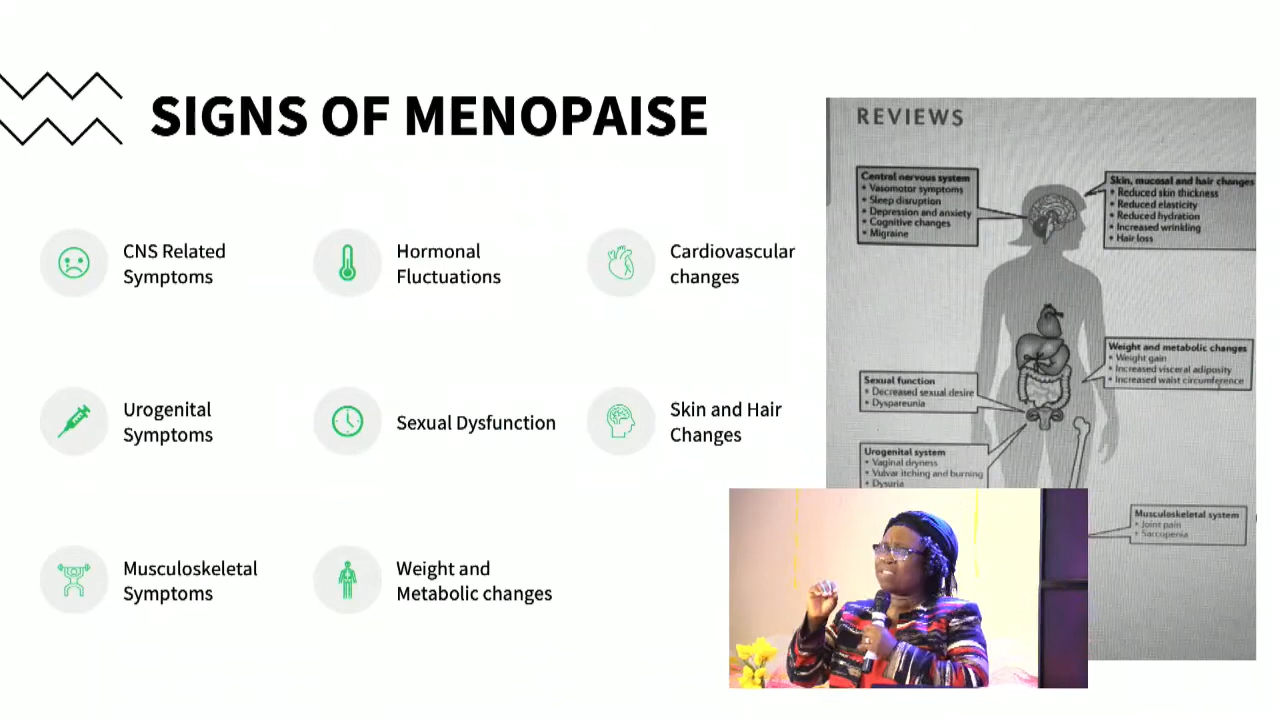 SIGNS OF MENOPAISE
CNS Related
Symptoms
Hormonal
Fluctuations
Cardiovascular
changes
Urogenital
Symptoms
Sexual Dysfunction
Skin and Hair
Changes
Musculoskeletal
Symptoms
Weight and
Metabolic changes
REVIEWS
Central nervous system
• Vasomotor symptoms
• Sleep disruption
• Depression and anxiety
• Cognitive changes
• Migraine
Skin, mucosal and hair changes
• Reduced skin thickness
• Reduced elasticity
• Reduced hydration
• Increased wrinkling
• Hair loss
Weight and metabolic changes
• Weight gain
• Increased visceral adiposity
• Increased waist circumference
Sexual function
• Decreased sexual desire
• Dyspareunia
Urogenital system
• Vaginal dryness
• Vulvar itching and burning
• Dysuria
Musculoskeletal system
• Joint pain
• Sarcopenia